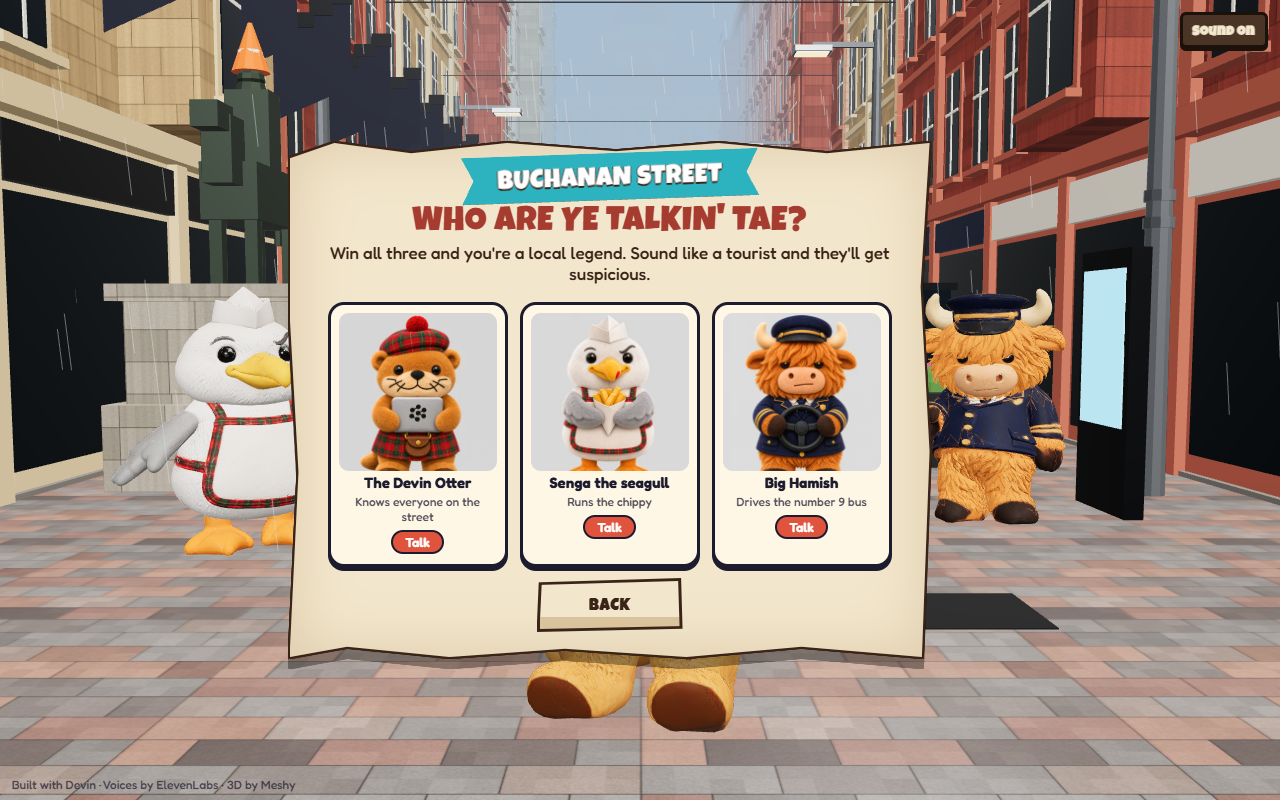 SOUND ON
BUCHANAN STREET
WHO ARE YE TALKIN' TAE?
Win all three and you're a local legend. Sound like a tourist and they'll get
suspicious.
The Devin Otter
Knows everyone on the
street
Talk
Senga the seagull
Runs the chippy
Talk
Big Hamish
Drives the number 9 bus
Talk
BACK
Built with Devin · Voices by ElevenLabs · 3D by Meshy